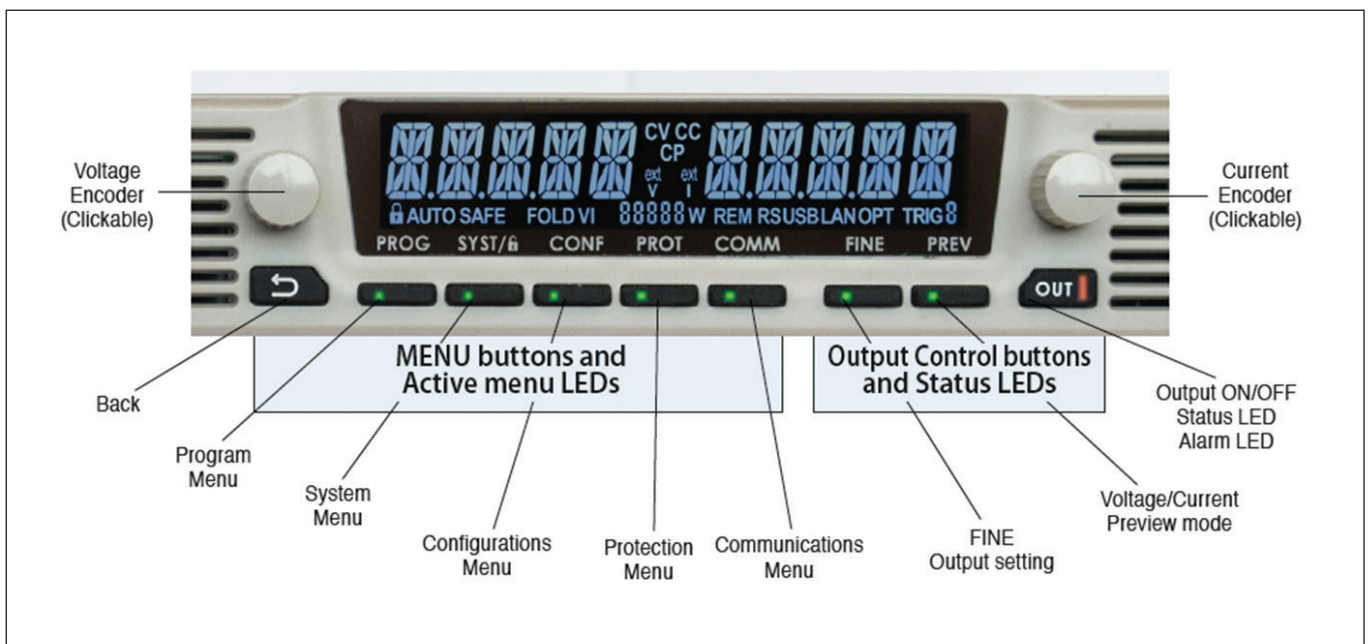 CV CC
CP
ext ext
V I
AUTO SAFE FOLD VI 88888 W REM RS USB LAN OPT TRIG 8
PROG SYST/ CONF PROT COMM FINE PREV
OUT
Voltage
Encoder
(Clickable)
Current
Encoder
(Clickable)
MENU buttons and
Active menu LEDs
Output Control buttons
and Status LEDs
Back
Program
Menu
System
Menu
Configurations
Menu
Protection
Menu
Communications
Menu
FINE
Output setting
Voltage/Current
Preview mode
Output ON/OFF
Status LED
Alarm LED